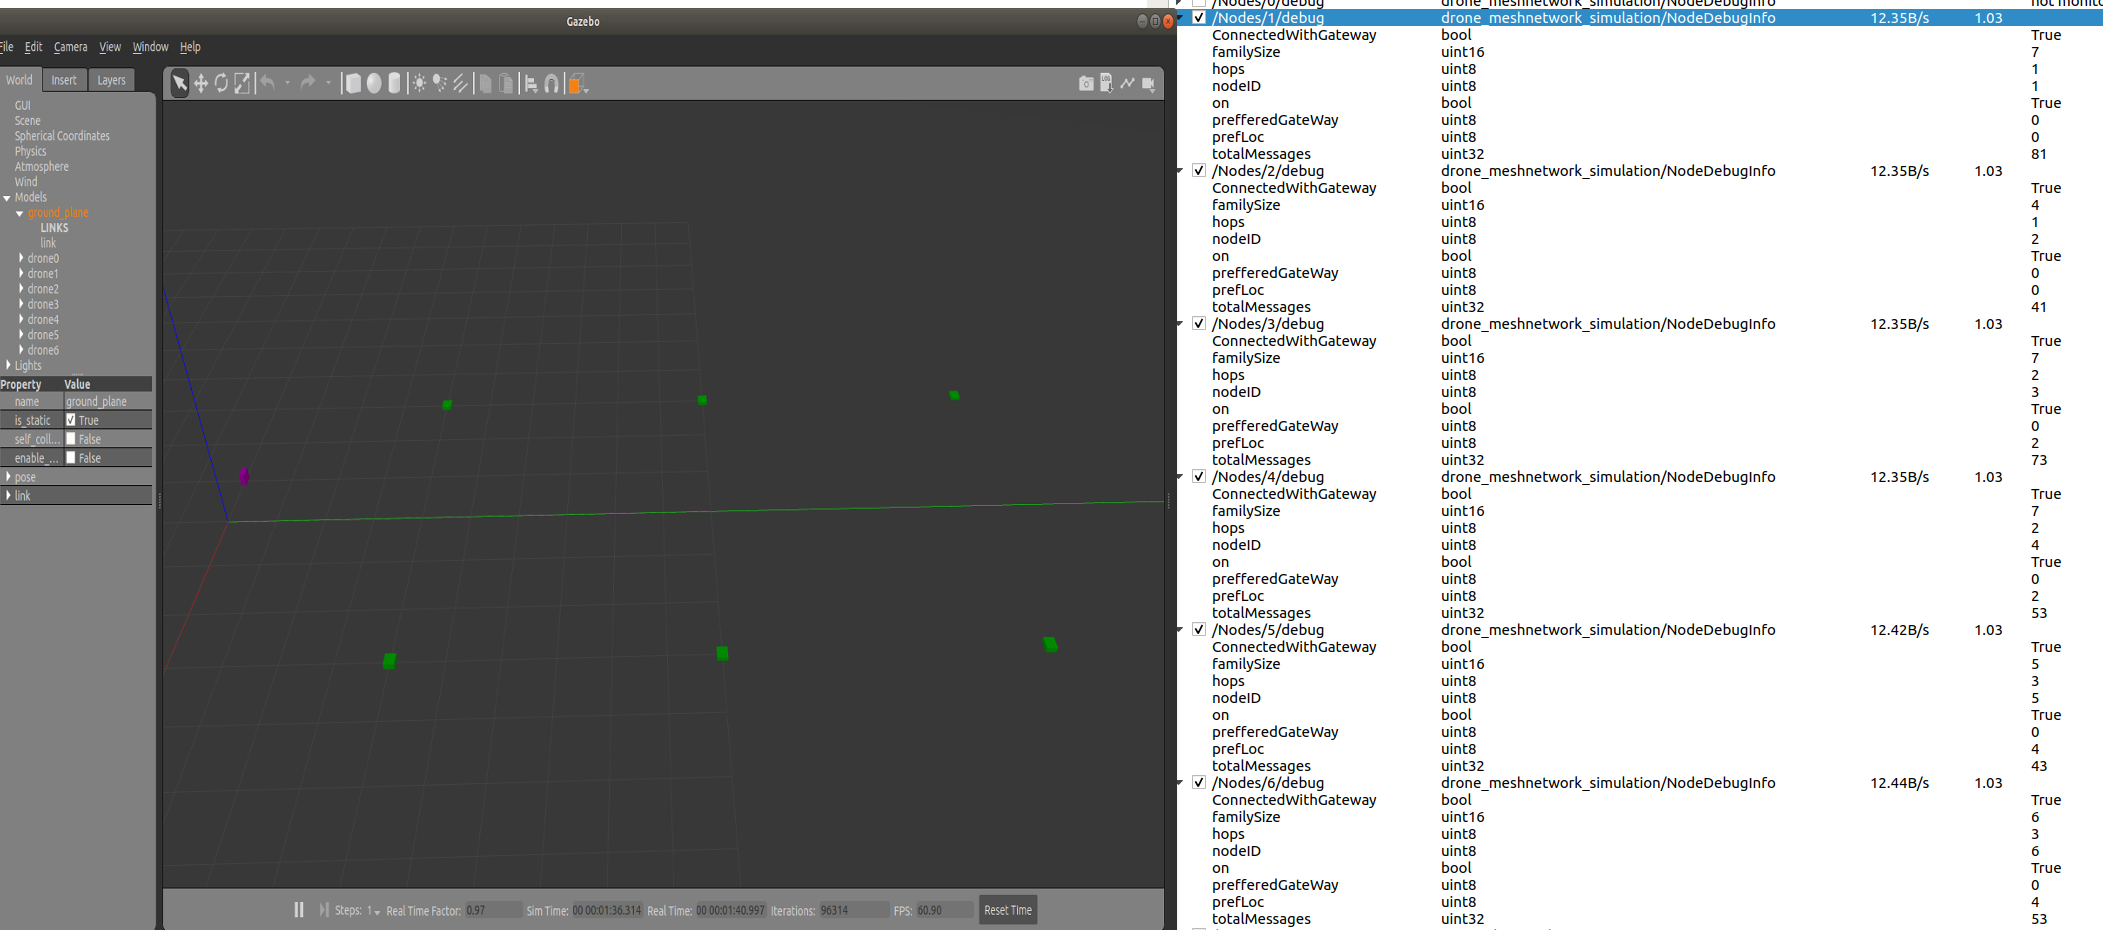 Gazebo
File Edit Camera View Window Help
World Insert Layers
GUI
Scene
Spherical Coordinates
Physics
Atmosphere
Wind
Models
ground_plane
LINKS
link
drone0
drone1
drone2
drone3
drone4
drone5
drone6
Lights
Property Value
name ground_plane
is_static True
self_coll... False
enable_... False
pose
link
Steps: 1 Real Time Factor: 0.97 Sim Time: 00 00:01:36.314 Real Time: 00 00:01:40.997 Iterations: 96314 FPS: 60.90 Reset Time
/Nodes/0/debug drone_meshnetwork_simulation/NodeDebugInfo not monito
/Nodes/1/debug drone_meshnetwork_simulation/NodeDebugInfo 12.35B/s 1.03
ConnectedWithGateway bool True
familySize uint16 7
hops uint8 1
nodeID uint8 1
on bool True
prefferedGateWay uint8 0
prefLoc uint8 0
totalMessages uint32 81
/Nodes/2/debug drone_meshnetwork_simulation/NodeDebugInfo 12.35B/s 1.03
ConnectedWithGateway bool True
familySize uint16 4
hops uint8 1
nodeID uint8 2
on bool True
prefferedGateWay uint8 0
prefLoc uint8 0
totalMessages uint32 41
/Nodes/3/debug drone_meshnetwork_simulation/NodeDebugInfo 12.35B/s 1.03
ConnectedWithGateway bool True
familySize uint16 7
hops uint8 2
nodeID uint8 3
on bool True
prefferedGateWay uint8 0
prefLoc uint8 2
totalMessages uint32 73
/Nodes/4/debug drone_meshnetwork_simulation/NodeDebugInfo 12.35B/s 1.03
ConnectedWithGateway bool True
familySize uint16 7
hops uint8 2
nodeID uint8 4
on bool True
prefferedGateWay uint8 0
prefLoc uint8 2
totalMessages uint32 53
/Nodes/5/debug drone_meshnetwork_simulation/NodeDebugInfo 12.42B/s 1.03
ConnectedWithGateway bool True
familySize uint16 5
hops uint8 3
nodeID uint8 5
on bool True
prefferedGateWay uint8 0
prefLoc uint8 4
totalMessages uint32 43
/Nodes/6/debug drone_meshnetwork_simulation/NodeDebugInfo 12.44B/s 1.03
ConnectedWithGateway bool True
familySize uint16 6
hops uint8 3
nodeID uint8 6
on bool True
prefferedGateWay uint8 0
prefLoc uint8 4
totalMessages uint32 53